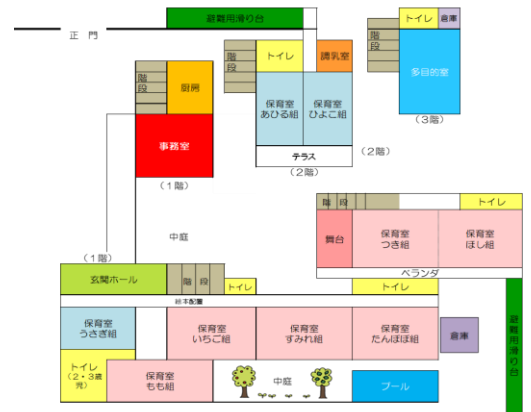 避難用滑り台
正　門
トイレ
倉庫
階
段
多目的室
(3階)
階
段
トイレ
調乳室
保育室
あひる組
保育室
ひよこ組
テラス
(2階)
(2階)
階
段
厨房
事務室
(1階)
中庭
(1階)
階　段
トイレ
舞台
保育室
つき組
保育室
ほし組
ベランダ
玄関ホール
階　段
トイレ
トイレ
絵本配置
保育室
うさぎ組
保育室
いちご組
保育室
すみれ組
保育室
たんぽぽ組
倉庫
避難用滑り台
トイレ
(2・3歳
児)
保育室
もも組
中庭
プール